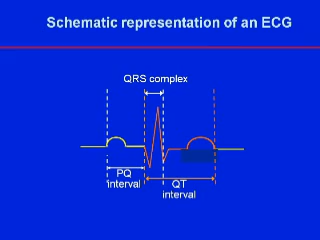 Schematic representation of an ECG
QRS complex
PQ
interval
QT
interval